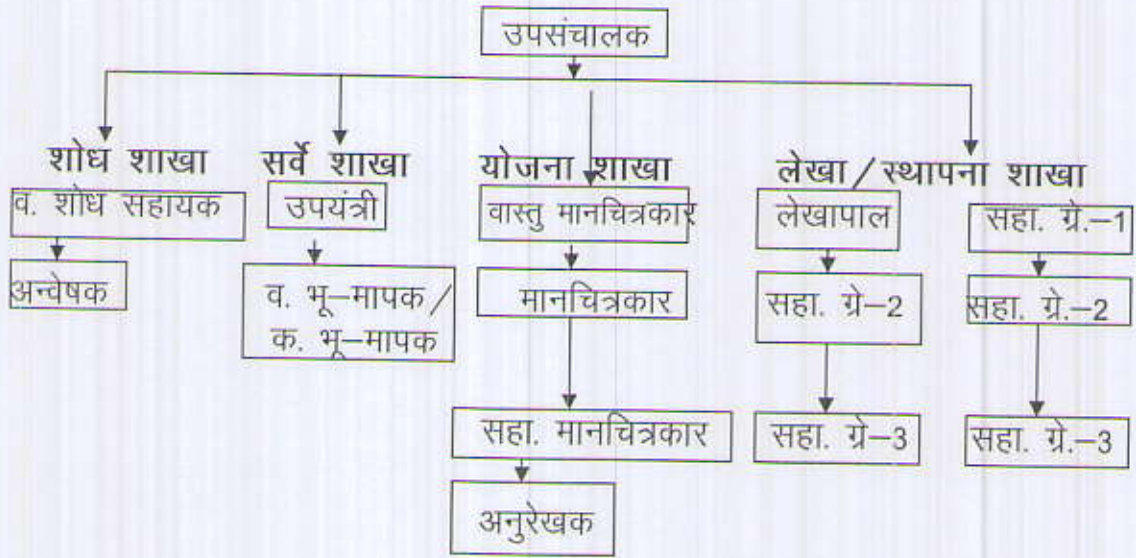 उपसंचालक
शोध शाखा
सर्वे शाखा
योजना शाखा
लेखा / स्थापना शाखा
व. शोध सहायक
उपयंत्री
वास्तु मानचित्रकार
लेखापाल
सहा. ग्रे.–1
अन्वेषक
व. भू–मापक /
क. भू–मापक
मानचित्रकार
सहा. ग्रे–2
सहा. ग्रे.–2
सहा. मानचित्रकार
सहा. ग्रे–3
सहा. ग्रे.–3
अनुरेखक